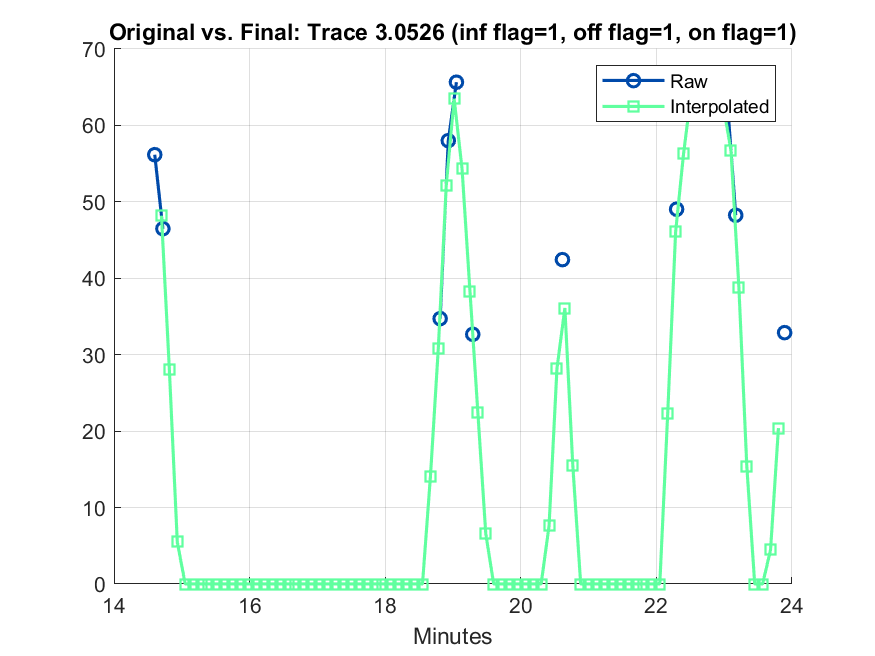 Original vs. Final: Trace 3.0526 (inf flag=1, off flag=1, on flag=1)
70
Raw
Interpolated
60
50
40
30
20
10
0
14 16 18 20 22 24
Minutes